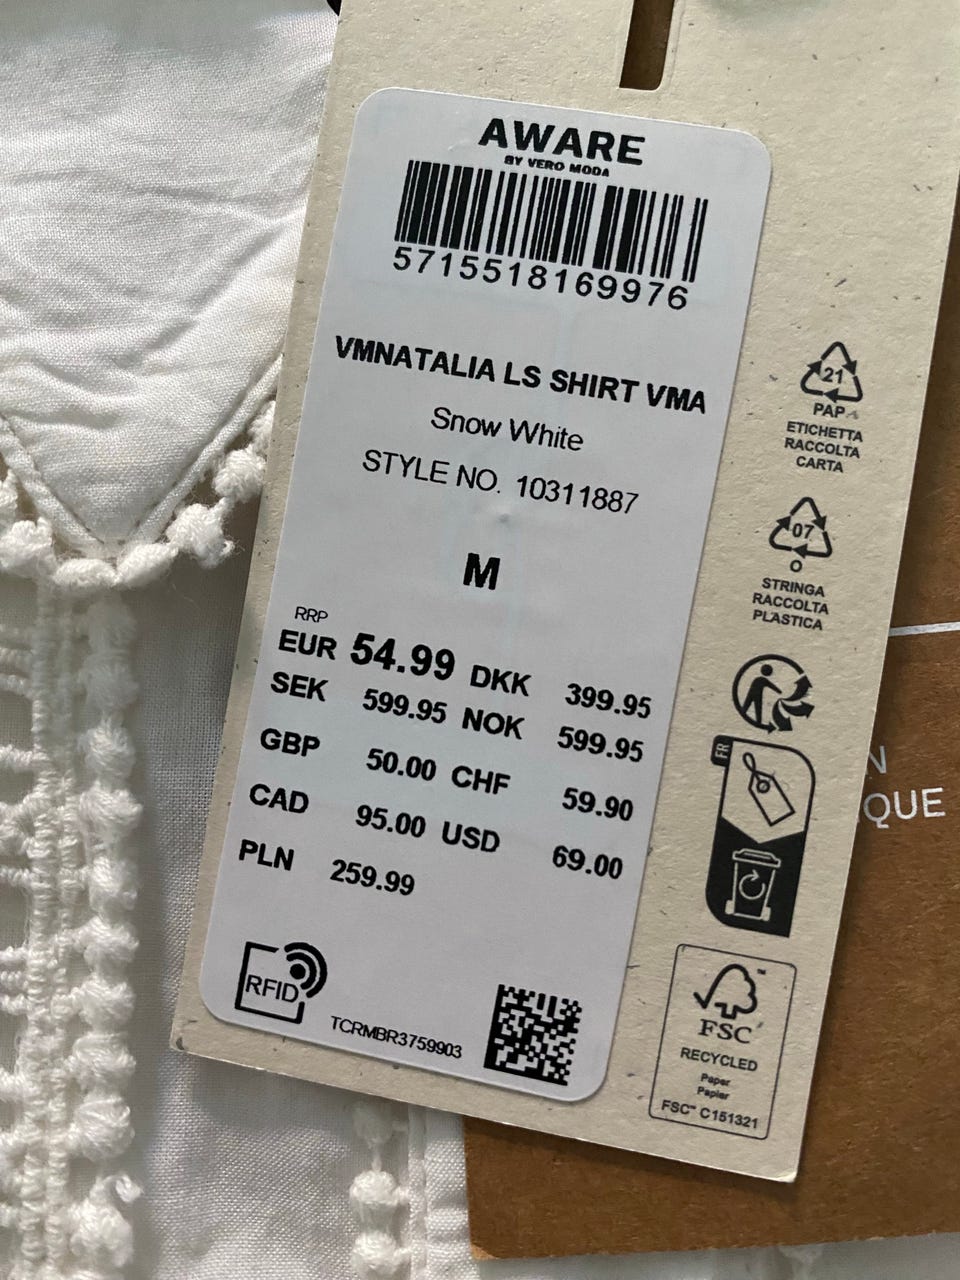 AWARE
BY VERO MODA
5715518169976
VMNATALIA LS SHIRT VMA
Snow White
STYLE NO. 10311887
M
RRP
EUR 54.99 DKK 399.95
SEK 599.95 NOK 599.95
GBP 50.00 CHF 59.90
CAD 95.00 USD 69.00
PLN 259.99
RFID
TCRMBR3759903
21
PAP
ETICHETTA
RACCOLTA
CARTA
07
O
STRINGA
RACCOLTA
PLASTICA
FR
FSC
RECYCLED
Paper
Papier
FSC™ C151321
N
QUE